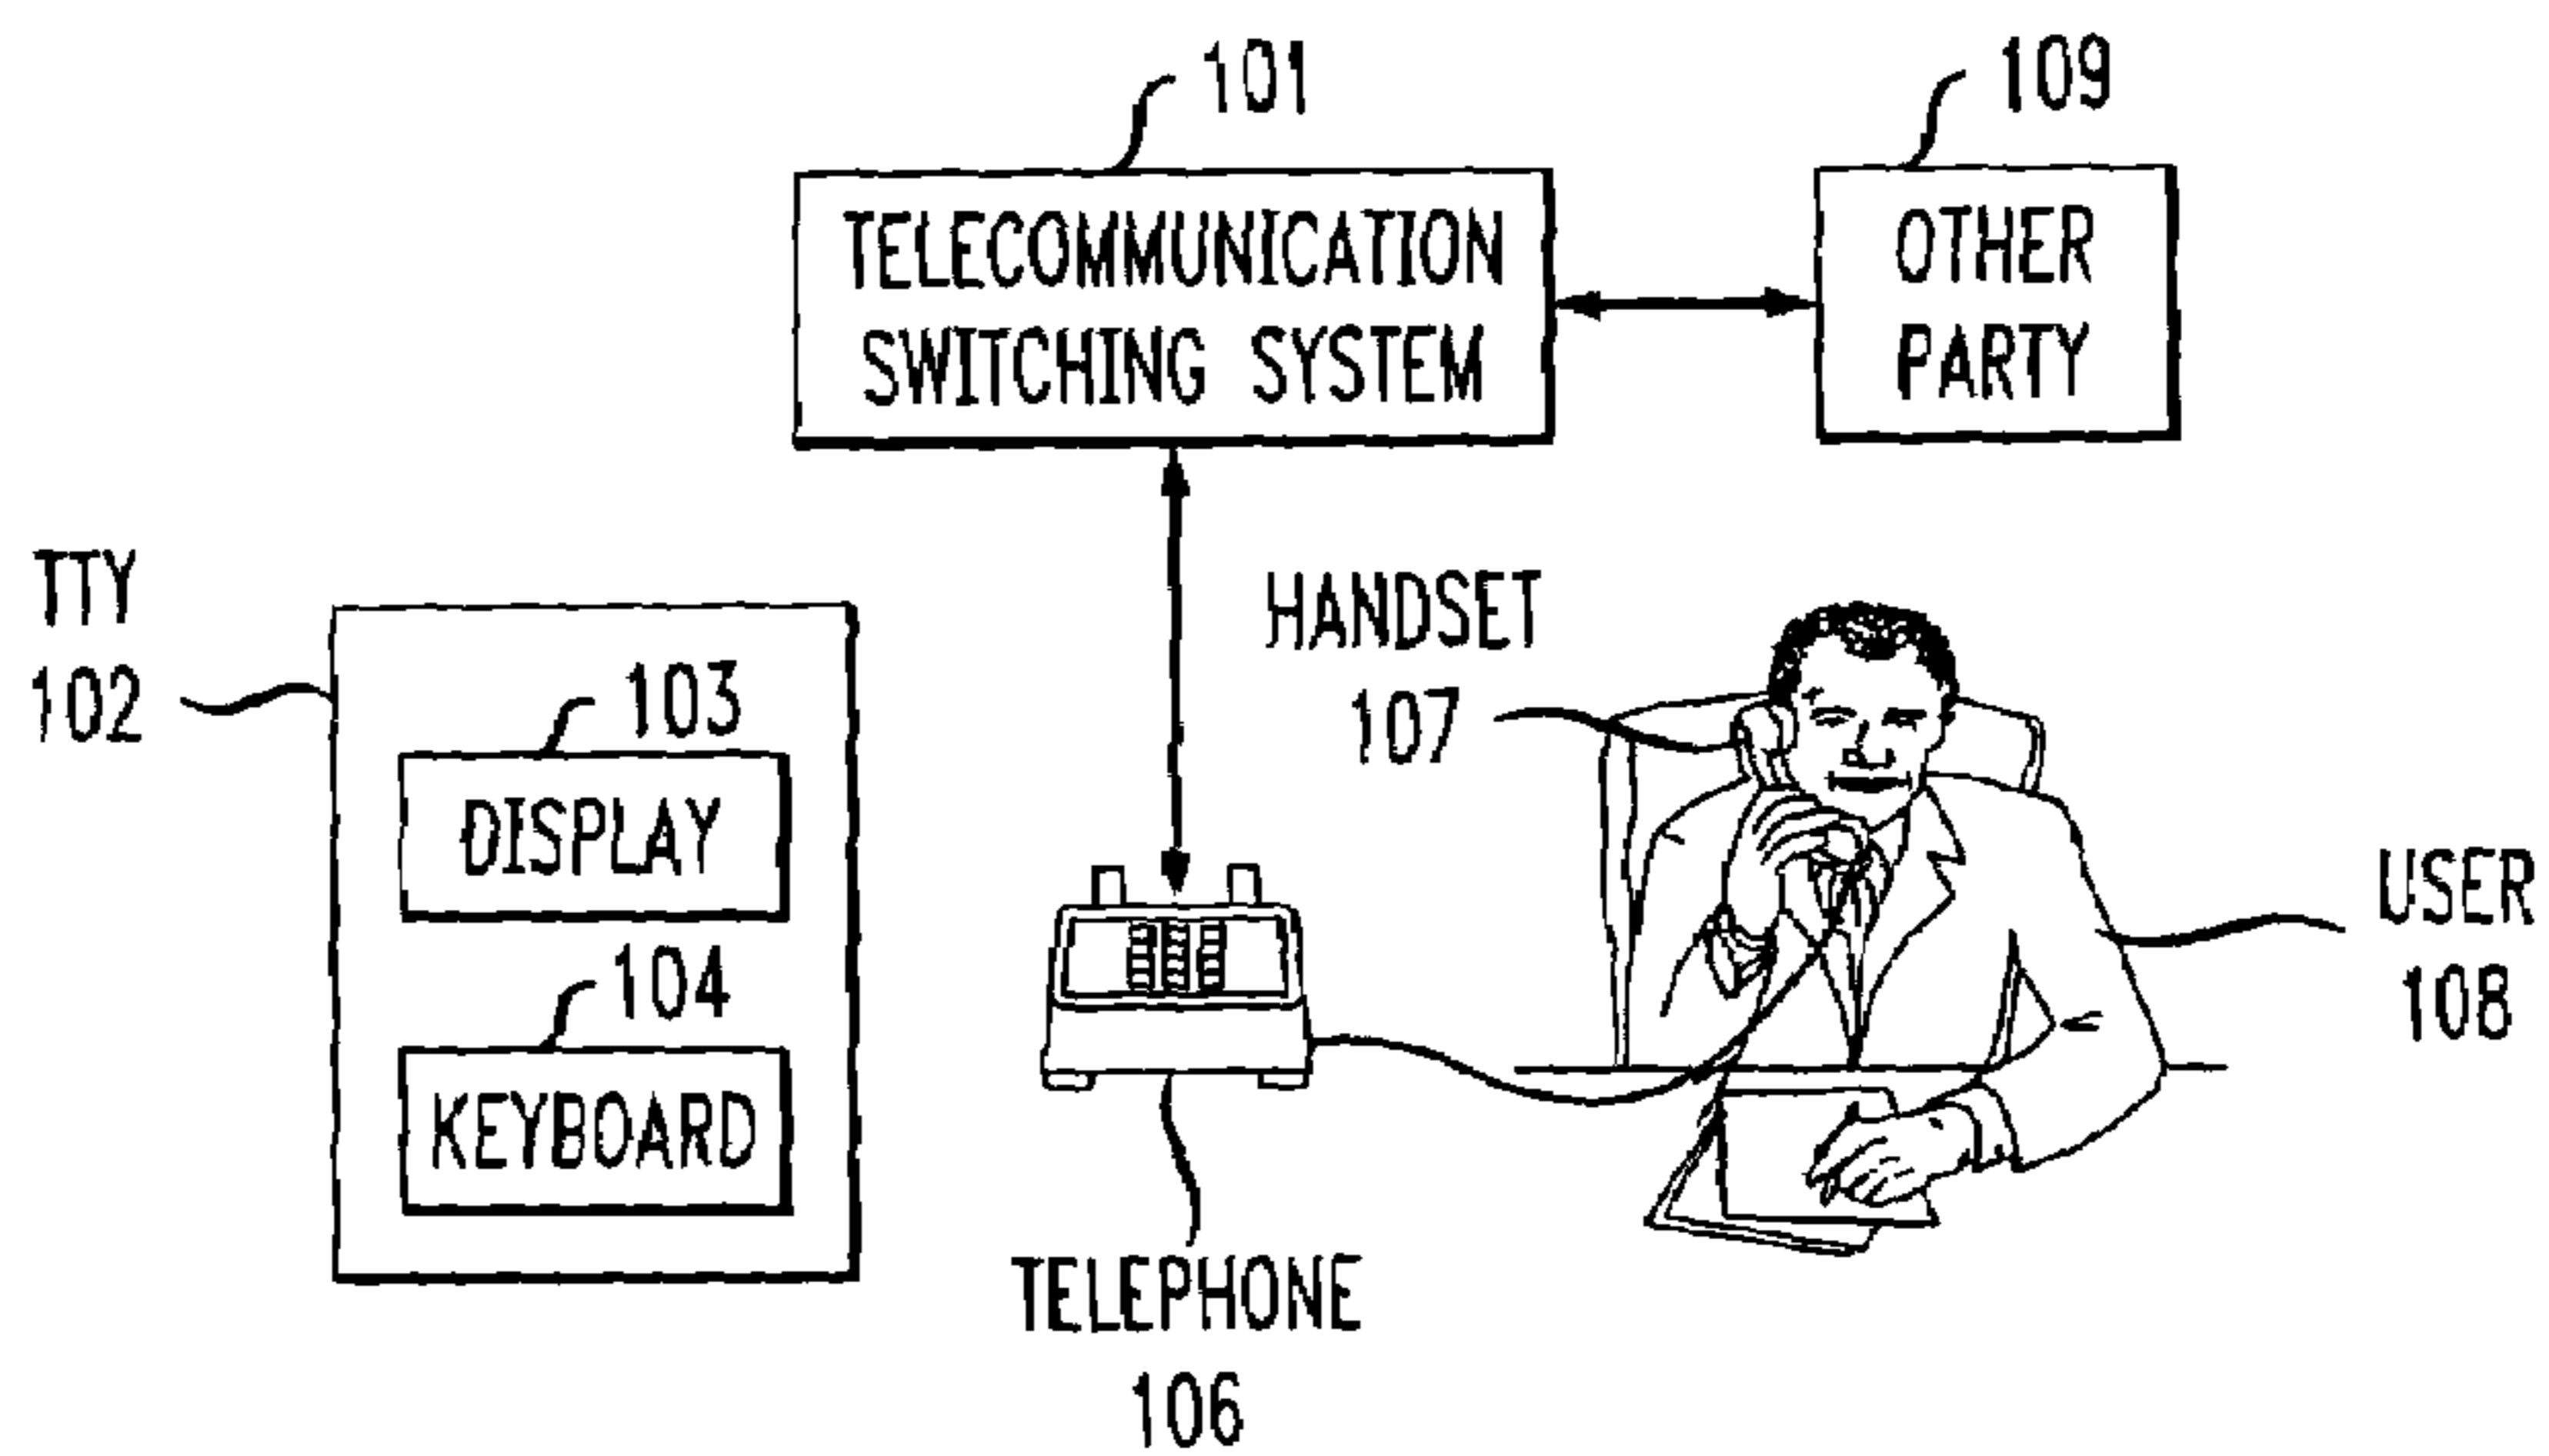 101
109
TELECOMMUNICATION
SWITCHING SYSTEM
OTHER
PARTY
TTY
102
103
DISPLAY
104
KEYBOARD
HANDSET
107
USER
108
TELEPHONE
106